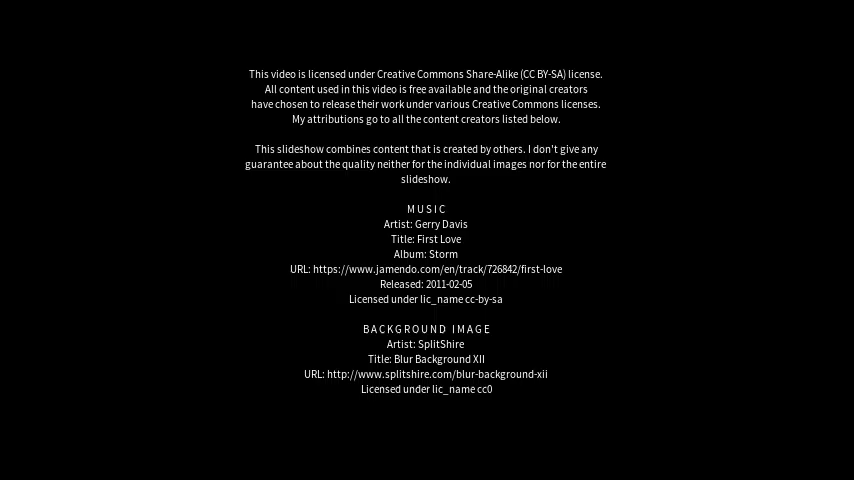 This video is licensed under Creative Commons Share-Alike (CC BY-SA) license.
All content used in this video is free available and the original creators
have chosen to release their work under various Creative Commons licenses.
My attributions go to all the content creators listed below.
This slideshow combines content that is created by others. I don't give any
guarantee about the quality neither for the individual images nor for the entire
slideshow.
MUSIC
Artist: Gerry Davis
Title: First Love
Album: Storm
URL: https://www.jamendo.com/en/track/726842/first-love
Released: 2011-02-05
Licensed under lic_name cc-by-sa
BACKGROUND IMAGE
Artist: SplitShire
Title: Blur Background XII
URL: http://www.splitshire.com/blur-background-xii
Licensed under lic_name cc0